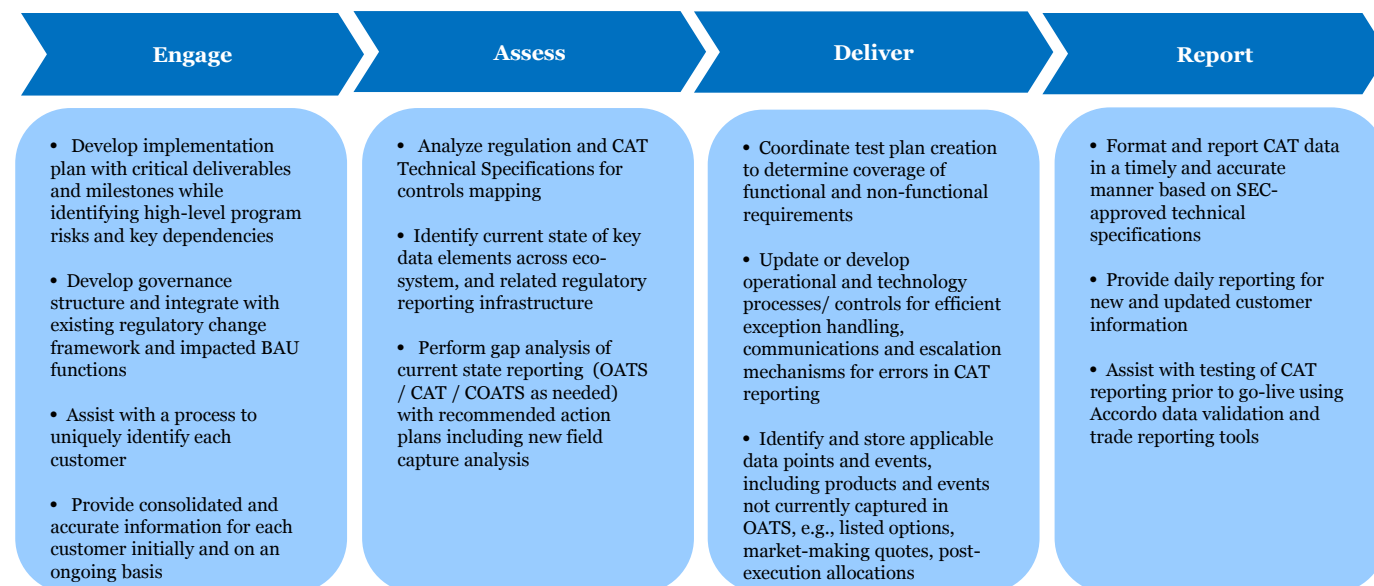 Engage
Assess
Deliver
Report
• Develop implementation
plan with critical deliverables
and milestones while
identifying high-level program
risks and key dependencies
• Develop governance
structure and integrate with
existing regulatory change
framework and impacted BAU
functions
• Assist with a process to
uniquely identify each
customer
• Provide consolidated and
accurate information for each
customer initially and on an
ongoing basis
• Analyze regulation and CAT
Technical Specifications for
controls mapping
• Identify current state of key
data elements across eco-
system, and related regulatory
reporting infrastructure
• Perform gap analysis of
current state reporting (OATS
/ CAT / COATS as needed)
with recommended action
plans including new field
capture analysis
• Coordinate test plan creation
to determine coverage of
functional and non-functional
requirements
• Update or develop
operational and technology
processes/ controls for efficient
exception handling,
communications and escalation
mechanisms for errors in CAT
reporting
• Identify and store applicable
data points and events,
including products and events
not currently captured in
OATS, e.g., listed options,
market-making quotes, post-
execution allocations
• Format and report CAT data
in a timely and accurate
manner based on SEC-
approved technical
specifications
• Provide daily reporting for
new and updated customer
information
• Assist with testing of CAT
reporting prior to go-live using
Accordo data validation and
trade reporting tools